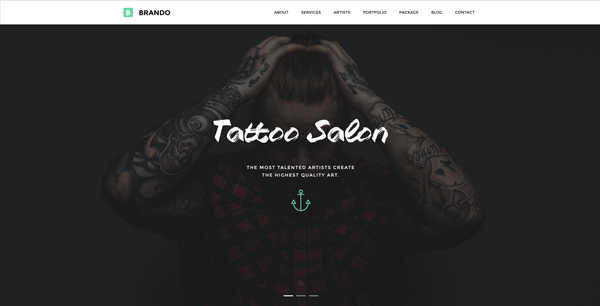 B BRANDO
ABOUT SERVICES ARTISTS PORTFOLIO PACKAGE BLOG CONTACT
Tattoo Salon
THE MOST TALENTED ARTISTS CREATE
THE HIGHEST QUALITY ART.